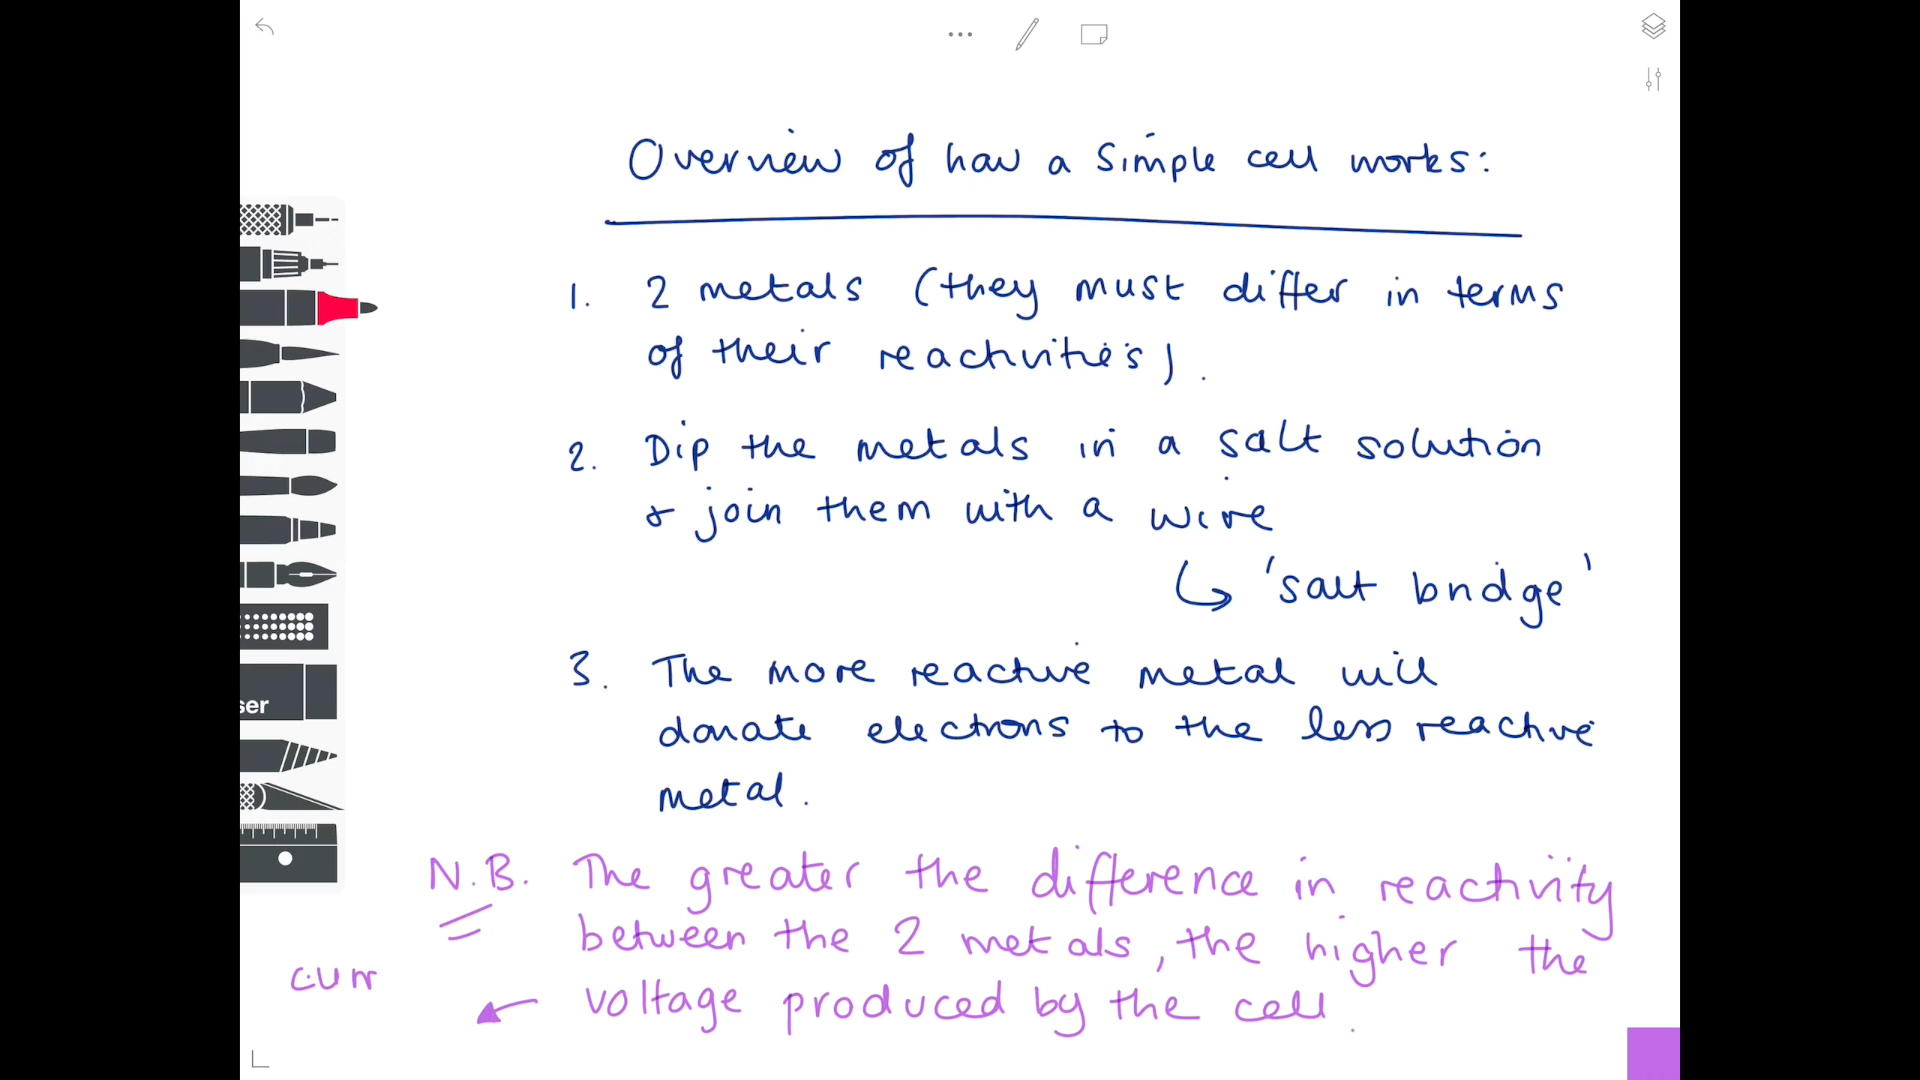 Overview of how a simple cell works:
1. 2 metals (they must differ in terms
of their reactivities).
2. Dip the metals in a salt solution
& join them with a wire
↳ 'salt bridge'
3. The more reactive metal will
donate electrons to the less reactive
metal.
N.B. The greater the difference in reactivity
between the 2 metals, the higher the
curr ← voltage produced by the cell.
ser